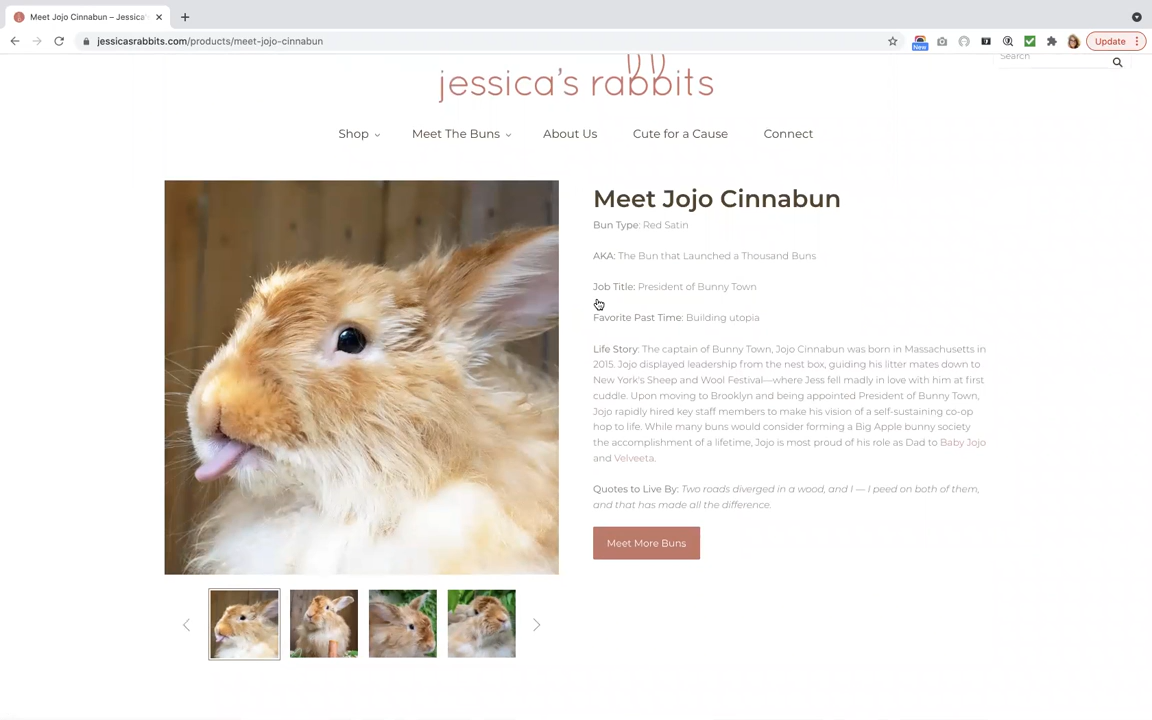 Meet Jojo Cinnabun – Jessica'
jessicasrabbits.com/products/meet-jojo-cinnabun
New
Update
jessica's rabbits
Search
Shop
Meet The Buns
About Us
Cute for a Cause
Connect
Meet Jojo Cinnabun
Bun Type: Red Satin
AKA: The Bun that Launched a Thousand Buns
Job Title: President of Bunny Town
Favorite Past Time: Building utopia
Life Story: The captain of Bunny Town, Jojo Cinnabun was born in Massachusetts in
2015. Jojo displayed leadership from the nest box, guiding his litter mates down to
New York's Sheep and Wool Festival—where Jess fell madly in love with him at first
cuddle. Upon moving to Brooklyn and being appointed President of Bunny Town,
Jojo rapidly hired key staff members to make his vision of a self-sustaining co-op
hop to life. While many buns would consider forming a Big Apple bunny society
the accomplishment of a lifetime, Jojo is most proud of his role as Dad to Baby Jojo
and Velveeta.
Quotes to Live By: Two roads diverged in a wood, and I — I peed on both of them,
and that has made all the difference.
Meet More Buns